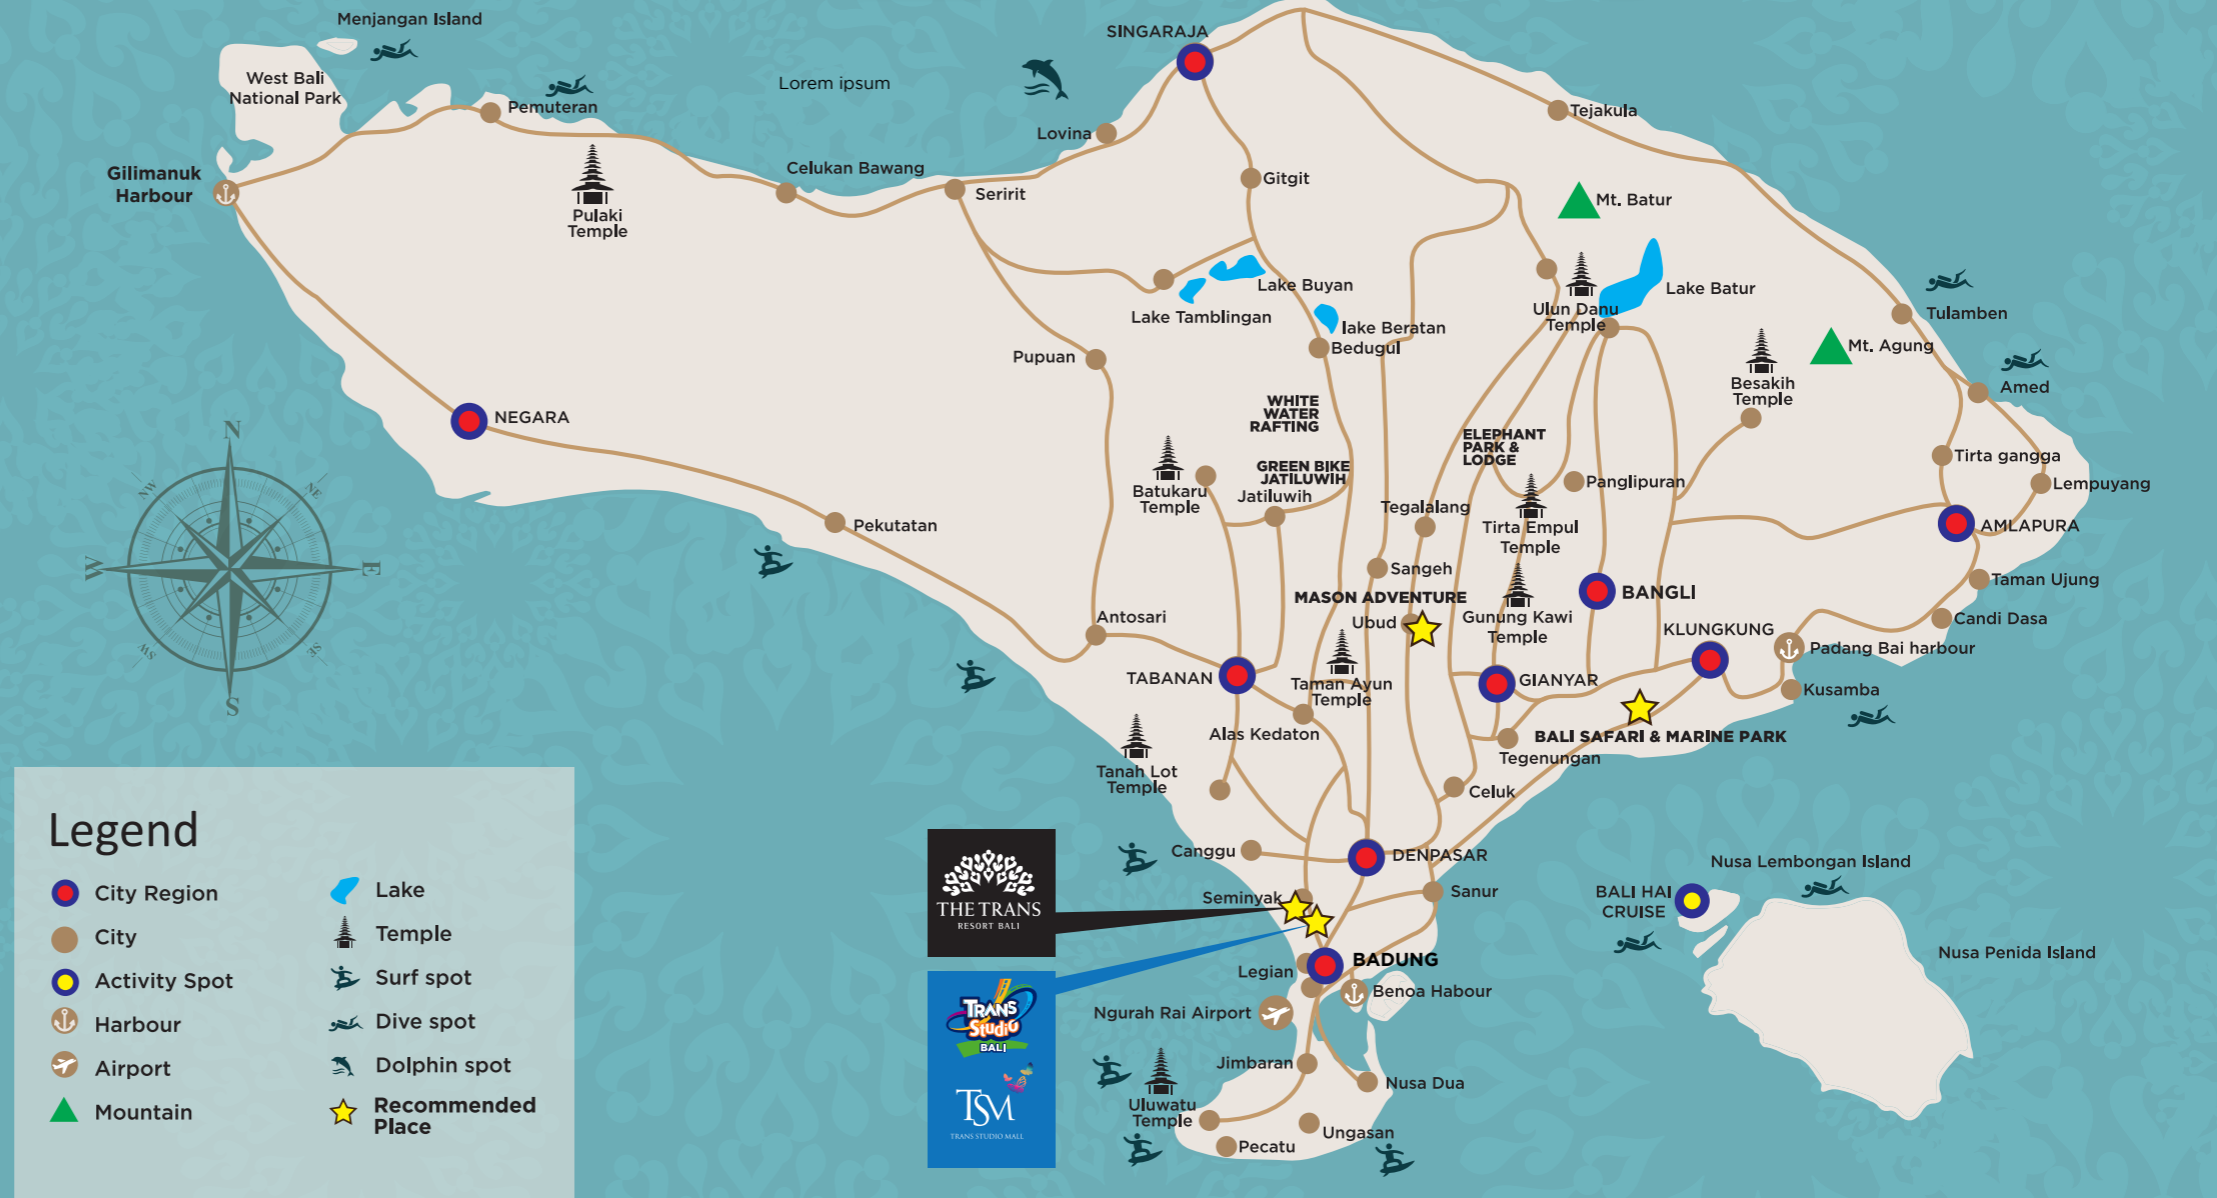 Menjangan Island
SINGARAJA
West Bali
National Park
Lorem ipsum
Pemuteran
Tejakula
Lovina
Gilimanuk
Harbour
Celukan Bawang
Seririt
Gitgit
Mt. Batur
Pulaki
Temple
Lake Buyan
Lake Batur
Lake Tamblingan
lake Beratan
Ulun Danu
Temple
Tulamben
Bedugul
Mt. Agung
Pupuan
Besakih
Temple
Amed
WHITE
WATER
RAFTING
NEGARA
ELEPHANT
PARK &
LODGE
Tirta gangga
GREEN BIKE
JATILUWIH
Jatiluwih
Batukaru
Temple
Panglipuran
Lempuyang
Tegalalang
Tirta Empul
Temple
Pekutatan
AMLAPURA
Sangeh
Taman Ujung
MASON ADVENTURE
BANGLI
Antosari
Ubud
Gunung Kawi
Temple
Candi Dasa
KLUNGKUNG
Padang Bai harbour
TABANAN
Taman Ayun
Temple
GIANYAR
Kusamba
Alas Kedaton
BALI SAFARI & MARINE PARK
Tegenungan
Tanah Lot
Temple
Celuk
Canggu
DENPASAR
Nusa Lembongan Island
Seminyak
Sanur
BALI HAI
CRUISE
Nusa Penida Island
BADUNG
Legian
Benoa Habour
Ngurah Rai Airport
Jimbaran
Nusa Dua
Uluwatu
Temple
Ungasan
Pecatu
THE TRANS
RESORT BALI
TRANS
StudiO
BALI
TSM
TRANS STUDIO MALL
N
NE
E
SE
S
SW
W
NW
Legend
City Region
City
Activity Spot
Harbour
Airport
Mountain
Lake
Temple
Surf spot
Dive spot
Dolphin spot
Recommended
Place